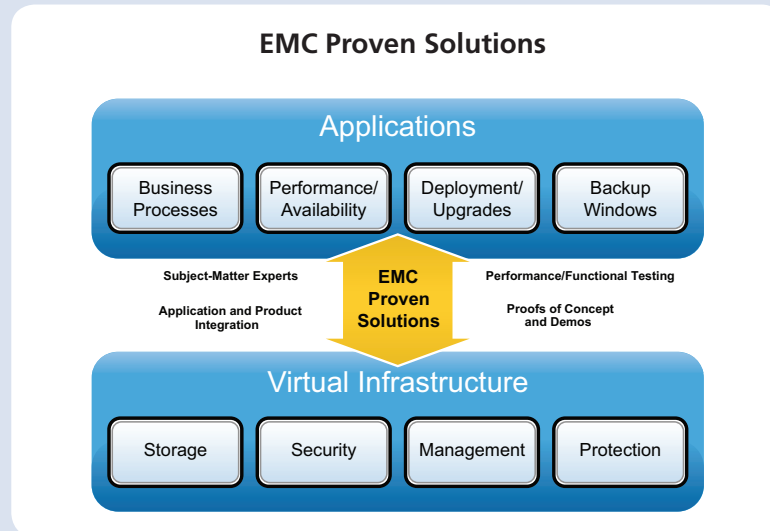 EMC Proven Solutions
Applications
Business
Processes
Performance/
Availability
Deployment/
Upgrades
Backup
Windows
Subject-Matter Experts
Application and Product
Integration
EMC
Proven
Solutions
Performance/Functional Testing
Proofs of Concept
and Demos
Virtual Infrastructure
Storage
Security
Management
Protection